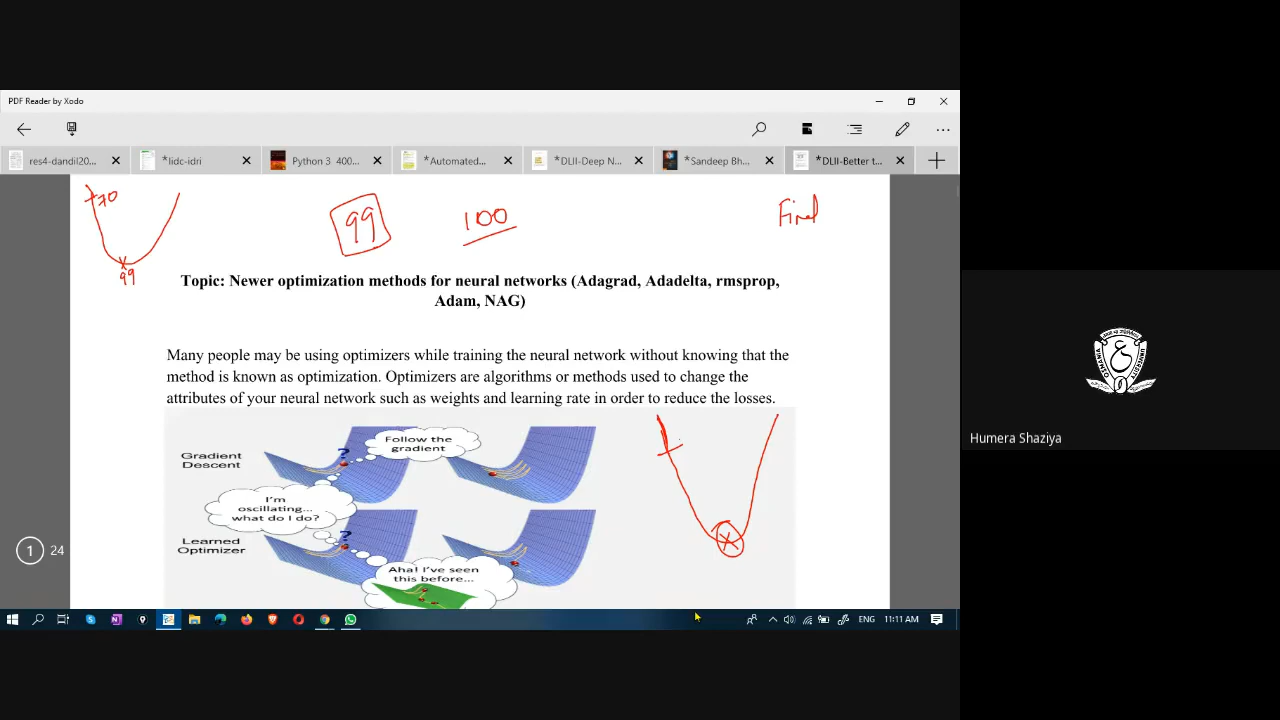 PDF Reader by Xodo
res4-dandil20...
*lidc-idri
Python 3 400...
*Automated...
*DLII-Deep N...
*Sandeep Bh...
*DLII-Better t...
70
99
99
100
Final
Topic: Newer optimization methods for neural networks (Adagrad, Adadelta, rmsprop,
Adam, NAG)
Many people may be using optimizers while training the neural network without knowing that the
method is known as optimization. Optimizers are algorithms or methods used to change the
attributes of your neural network such as weights and learning rate in order to reduce the losses.
Gradient
Descent
?
Follow the
gradient
I'm
oscillating...
what do I do?
Learned
Optimizer
?
Aha! I've seen
this before...
1 24
ENG 11:11 AM
Humera Shaziya